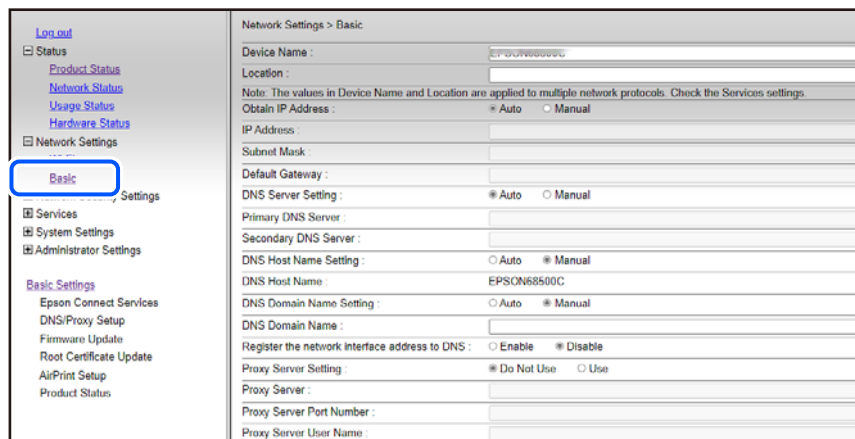 Log out
Status
Product Status
Network Status
Usage Status
Hardware Status
Network Settings
Basic
Settings
Services
System Settings
Administrator Settings
Basic Settings
Epson Connect Services
DNS/Proxy Setup
Firmware Update
Root Certificate Update
AirPrint Setup
Product Status
Network Settings > Basic
Device Name :
Location :
Note: The values in Device Name and Location are applied to multiple network protocols. Check the Services settings.
Obtain IP Address : Auto Manual
IP Address :
Subnet Mask :
Default Gateway :
DNS Server Setting : Auto Manual
Primary DNS Server :
Secondary DNS Server :
DNS Host Name Setting : Auto Manual
DNS Host Name : EPSON68500C
DNS Domain Name Setting : Auto Manual
DNS Domain Name :
Register the network interface address to DNS : Enable Disable
Proxy Server Setting : Do Not Use Use
Proxy Server :
Proxy Server Port Number :
Proxy Server User Name :